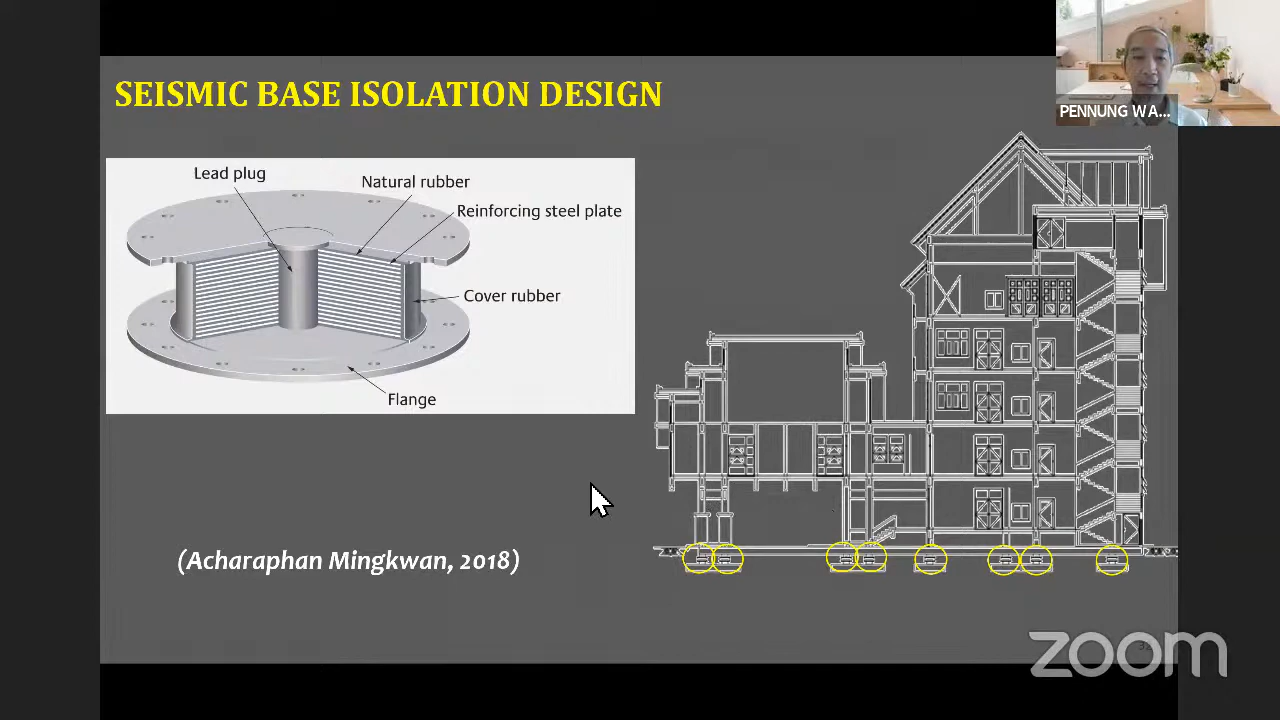 SEISMIC BASE ISOLATION DESIGN
PENNUNG WA...
Lead plug
Natural rubber
Reinforcing steel plate
Cover rubber
Flange
(Acharaphan Mingkwan, 2018)
zoom